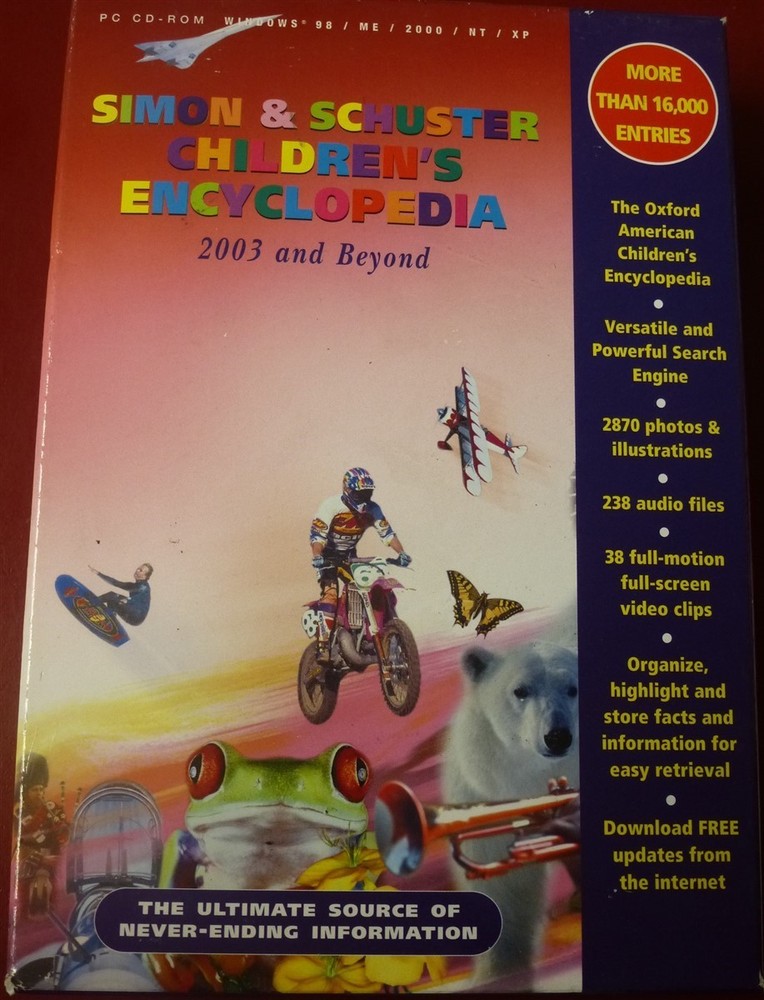 PC CD-ROM WINDOWS® 98 / ME / 2000 / NT / XP
SIMON & SCHUSTER
CHILDREN'S
ENCYCLOPEDIA
2003 and Beyond
THE ULTIMATE SOURCE OF
NEVER-ENDING INFORMATION
MORE
THAN 16,000
ENTRIES
The Oxford
American
Children's
Encyclopedia
Versatile and
Powerful Search
Engine
2870 photos &
illustrations
238 audio files
38 full-motion
full-screen
video clips
Organize,
highlight and
store facts and
information for
easy retrieval
Download FREE
updates from
the internet